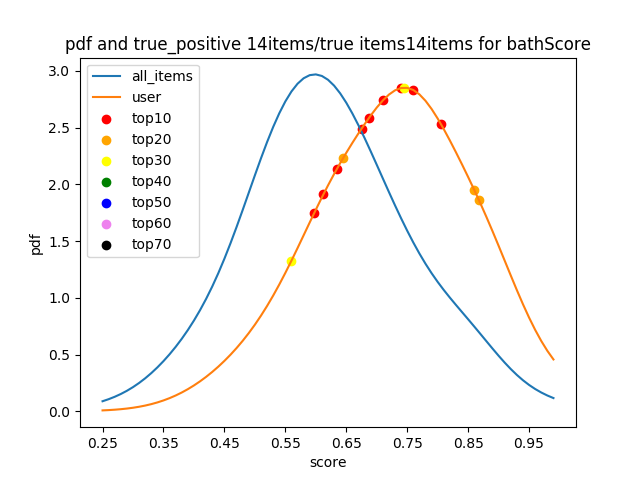 pdf and true_positive 14items/true items14items for bathScore
3.0
2.5
2.0
1.5
1.0
0.5
0.0
pdf
all_items
user
top10
top20
top30
top40
top50
top60
top70
0.25 0.35 0.45 0.55 0.65 0.75 0.85 0.95
score